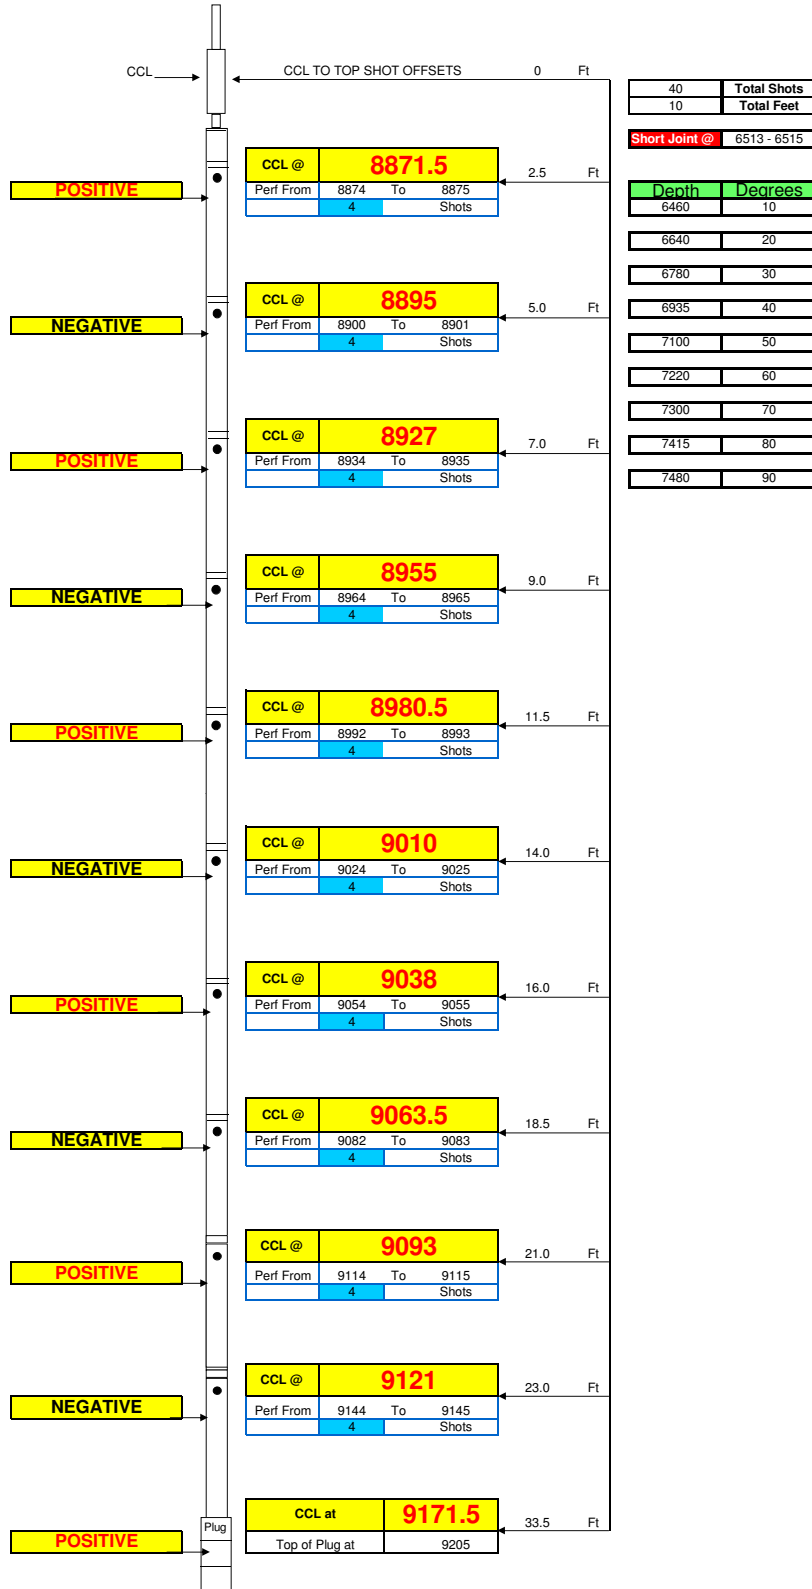 CCL CCL TO TOP SHOT OFFSETS 0 Ft
40 Total Shots
10 Total Feet
Short Joint @ 6513 - 6515
CCL @ 8871.5 2.5 Ft
POSITIVE Perf From 8874 To 8875
4 Shots
Depth Degrees
6460 10
6640 20
6780 30
6935 40
7100 50
7220 60
7300 70
7415 80
7480 90
CCL @ 8895 5.0 Ft
NEGATIVE Perf From 8900 To 8901
4 Shots
CCL @ 8927 7.0 Ft
POSITIVE Perf From 8934 To 8935
4 Shots
CCL @ 8955 9.0 Ft
NEGATIVE Perf From 8964 To 8965
4 Shots
CCL @ 8980.5 11.5 Ft
POSITIVE Perf From 8992 To 8993
4 Shots
CCL @ 9010 14.0 Ft
NEGATIVE Perf From 9024 To 9025
4 Shots
CCL @ 9038 16.0 Ft
POSITIVE Perf From 9054 To 9055
4 Shots
CCL @ 9063.5 18.5 Ft
NEGATIVE Perf From 9082 To 9083
4 Shots
CCL @ 9093 21.0 Ft
POSITIVE Perf From 9114 To 9115
4 Shots
CCL @ 9121 23.0 Ft
NEGATIVE Perf From 9144 To 9145
4 Shots
Plug CCL at 9171.5 33.5 Ft
POSITIVE Top of Plug at 9205